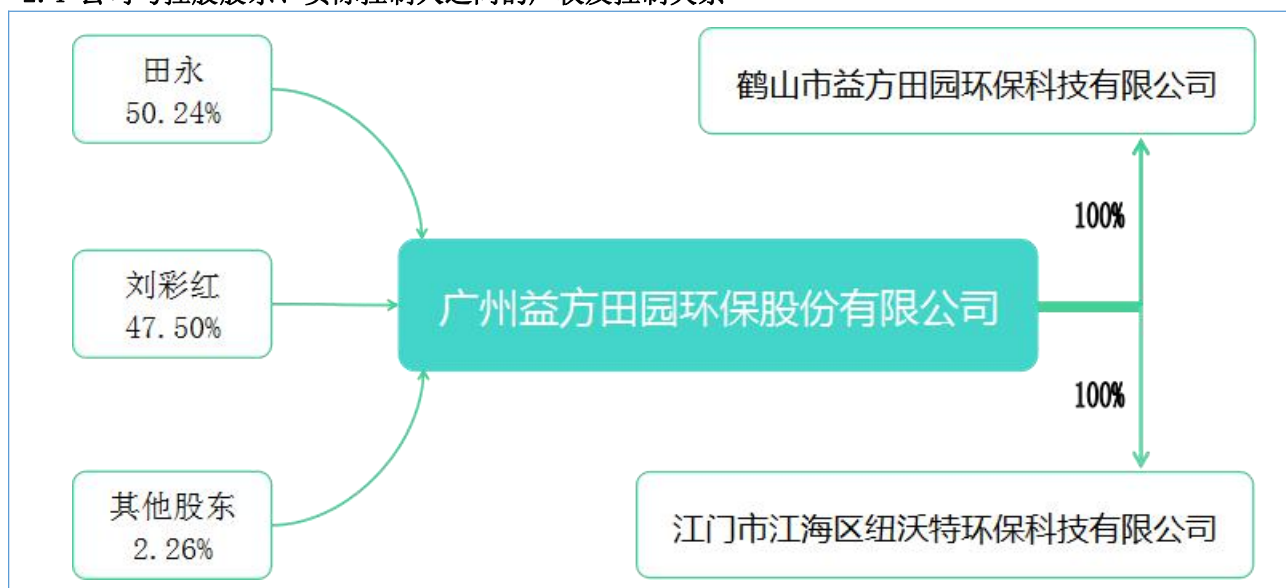 田永
50.24%
刘彩红
47.50%
其他股东
2.26%
广州益方田园环保股份有限公司
100%
100%
鹤山市益方田园环保科技有限公司
江门市江海区纽沃特环保科技有限公司